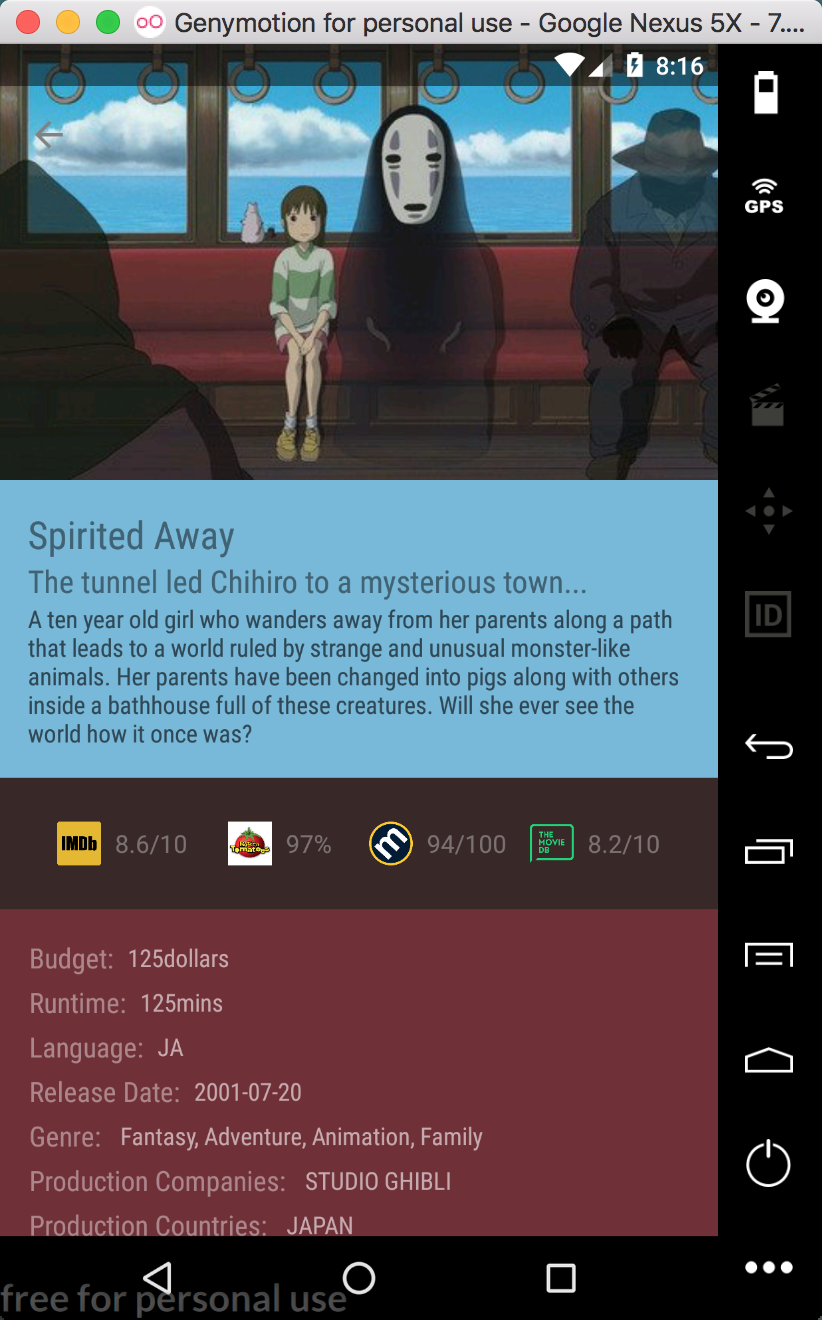 Genymotion for personal use - Google Nexus 5X - 7....
8:16
GPS
ID
Spirited Away
The tunnel led Chihiro to a mysterious town...
A ten year old girl who wanders away from her parents along a path
that leads to a world ruled by strange and unusual monster-like
animals. Her parents have been changed into pigs along with others
inside a bathhouse full of these creatures. Will she ever see the
world how it once was?
IMDb 8.6/10 Rotten Tomatoes 97% m 94/100 THE MOVIE DB 8.2/10
Budget: 125dollars
Runtime: 125mins
Language: JA
Release Date: 2001-07-20
Genre: Fantasy, Adventure, Animation, Family
Production Companies: STUDIO GHIBLI
Production Countries: JAPAN
free for personal use